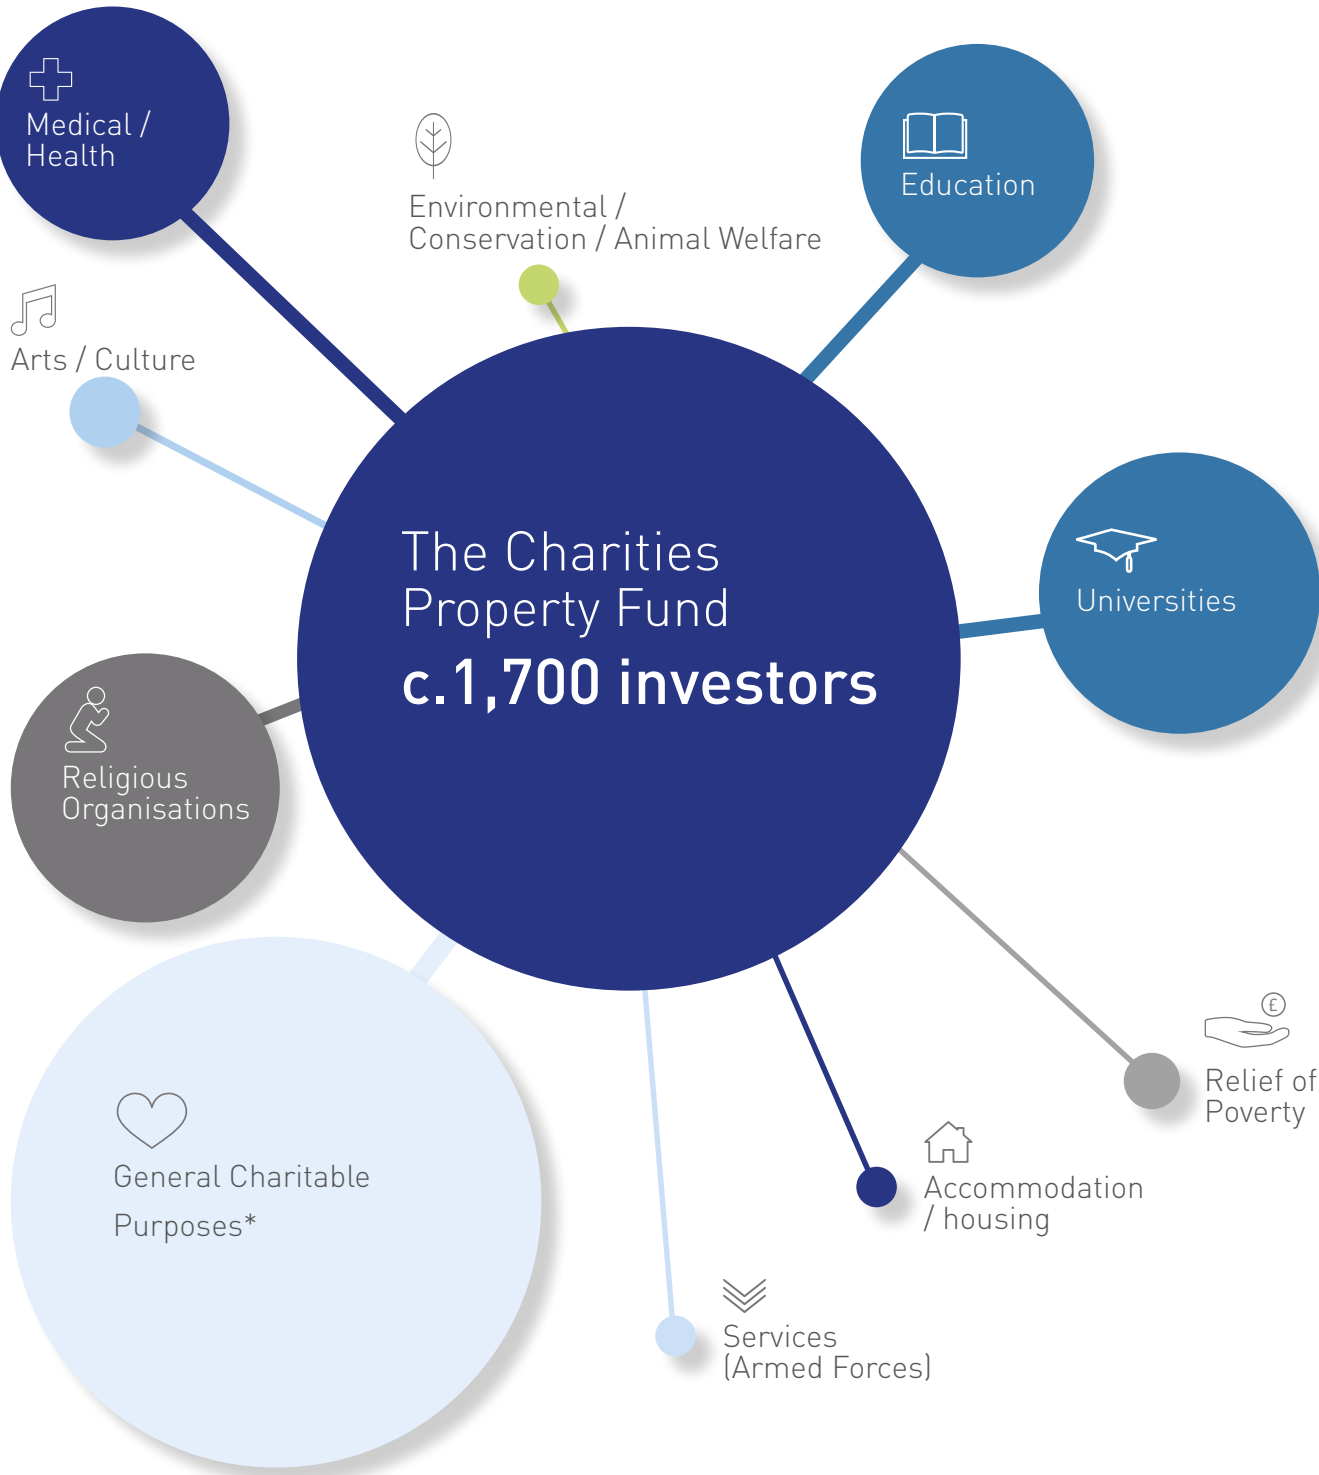 Medical /
Health
Environmental /
Conservation / Animal Welfare
Education
Arts / Culture
The Charities
Property Fund
c.1,700 investors
Universities
Religious
Organisations
General Charitable
Purposes*
£
Relief of
Poverty
Accommodation
/ housing
Services
(Armed Forces)